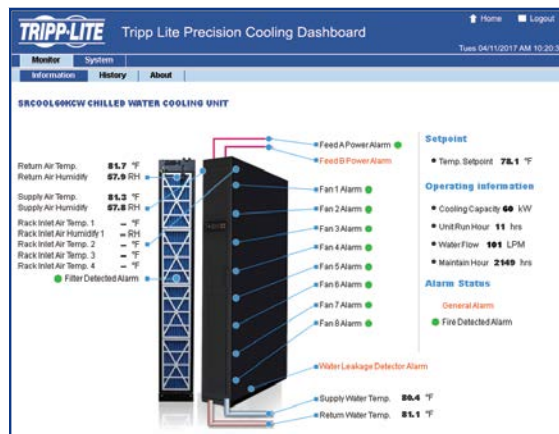 TRIPP·LITE Tripp Lite Precision Cooling Dashboard
Home Logout
Tues 04/11/2017 AM 10:20:3
Monitor System
Information History About
SRCOOL60KCW CHILLED WATER COOLING UNIT
Return Air Temp. 81.7 °F
Return Air Humidify 57.9 RH
Supply Air Temp. 81.3 °F
Supply Air Humidify 57.8 RH
Rack Inlet Air Temp. 1 – °F
Rack Inlet Air Humidify 1 – RH
Rack Inlet Air Temp. 2 – °F
Rack Inlet Air Temp. 3 – °F
Rack Inlet Air Temp. 4 – °F
Filter Detected Alarm
Feed A Power Alarm
Feed B Power Alarm
Fan 1 Alarm
Fan 2 Alarm
Fan 3 Alarm
Fan 4 Alarm
Fan 5 Alarm
Fan 6 Alarm
Fan 7 Alarm
Fan 8 Alarm
Water Leakage Detector Alarm
Supply Water Temp. 80.4 °F
Return Water Temp. 81.1 °F
Setpoint
Temp. Setpoint 78.1 °F
Operating information
Cooling Capacity 60 kW
Unit Run Hour 11 hrs
Water Flow 101 LPM
Maintain Hour 2149 hrs
Alarm Status
General Alarm
Fire Detected Alarm